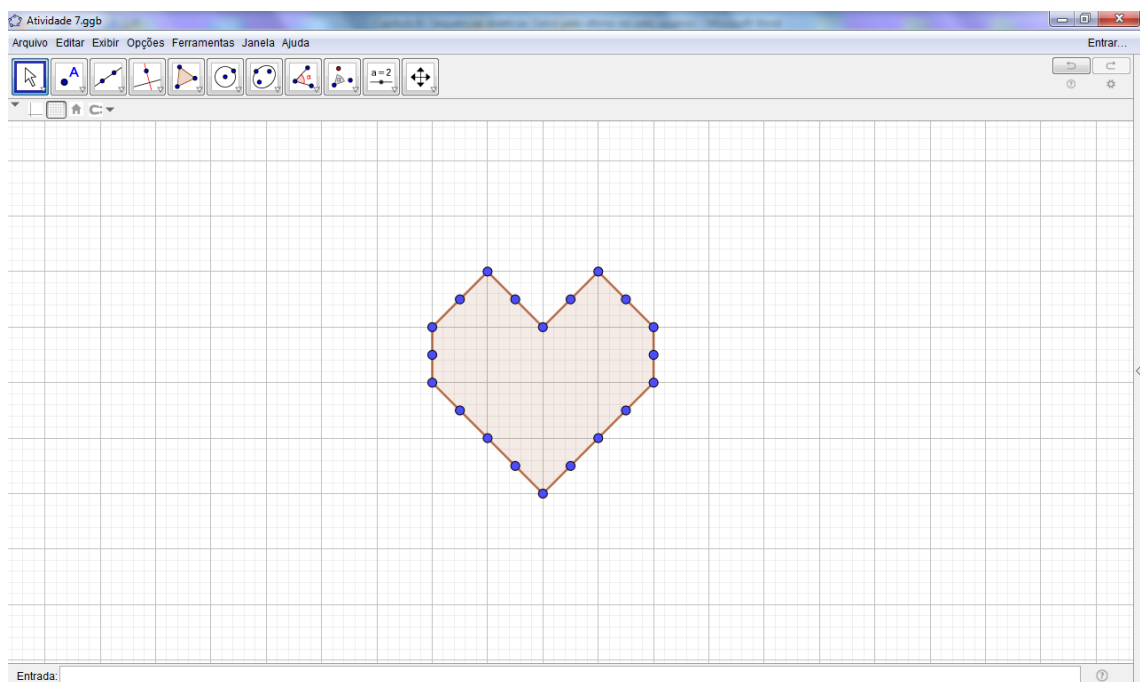 Atividade 7.ggb
Arquivo Editar Exibir Opções Ferramentas Janela Ajuda Entrar...
A α a=2
Entrada: